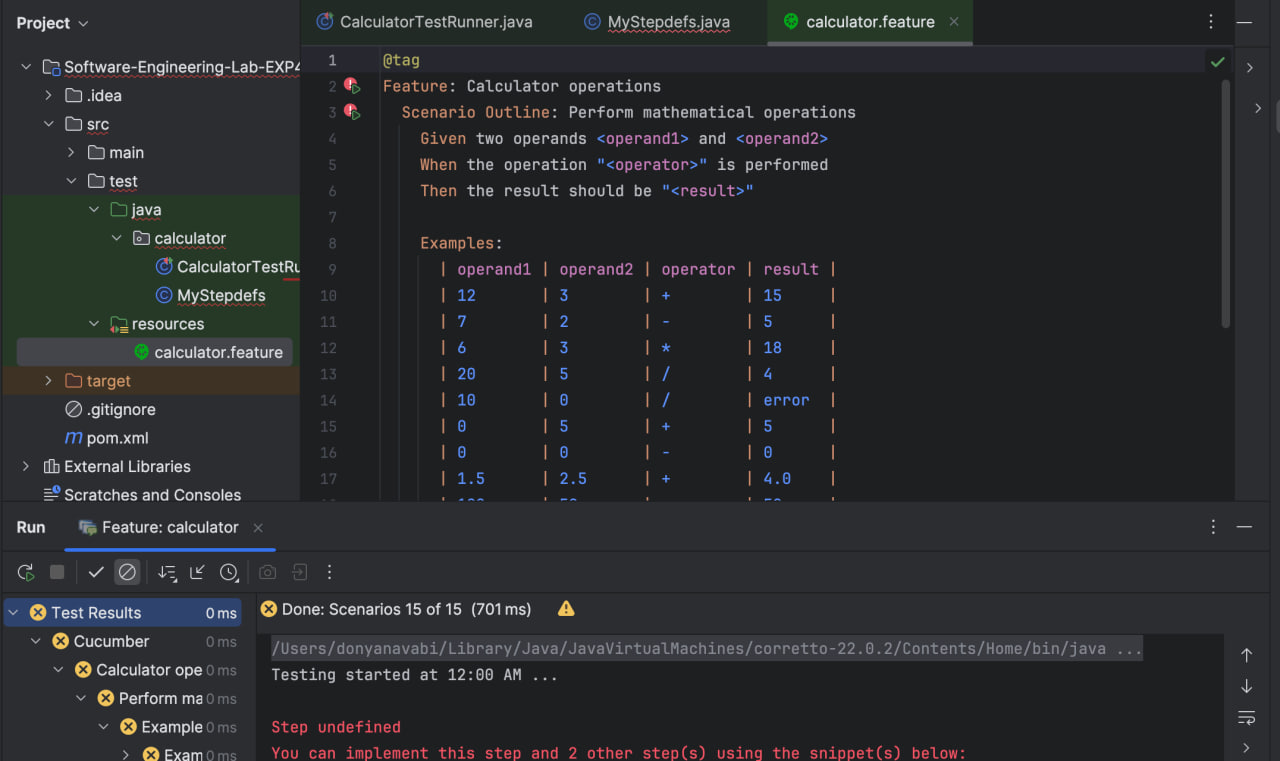 Project
CalculatorTestRunner.java
MyStepdefs.java
calculator.feature
Software-Engineering-Lab-EXP4
.idea
src
main
test
java
calculator
CalculatorTestRu
MyStepdefs
resources
calculator.feature
target
.gitignore
m pom.xml
External Libraries
Scratches and Consoles
1 @tag
2 Feature: Calculator operations
3 Scenario Outline: Perform mathematical operations
4 Given two operands <operand1> and <operand2>
5 When the operation "<operator>" is performed
6 Then the result should be "<result>"
7
8 Examples:
9 | operand1 | operand2 | operator | result |
10 | 12 | 3 | + | 15 |
11 | 7 | 2 | - | 5 |
12 | 6 | 3 | * | 18 |
13 | 20 | 5 | / | 4 |
14 | 10 | 0 | / | error |
15 | 0 | 5 | + | 5 |
16 | 0 | 0 | - | 0 |
17 | 1.5 | 2.5 | + | 4.0 |
Run
Feature: calculator
Test Results 0 ms
Cucumber 0 ms
Calculator ope 0 ms
Perform ma 0 ms
Example 0 ms
Exam 0 ms
Done: Scenarios 15 of 15 (701 ms)
/Users/donyanavabi/Library/Java/JavaVirtualMachines/corretto-22.0.2/Contents/Home/bin/java ...
Testing started at 12:00 AM ...
Step undefined
You can implement this step and 2 other step(s) using the snippet(s) below: